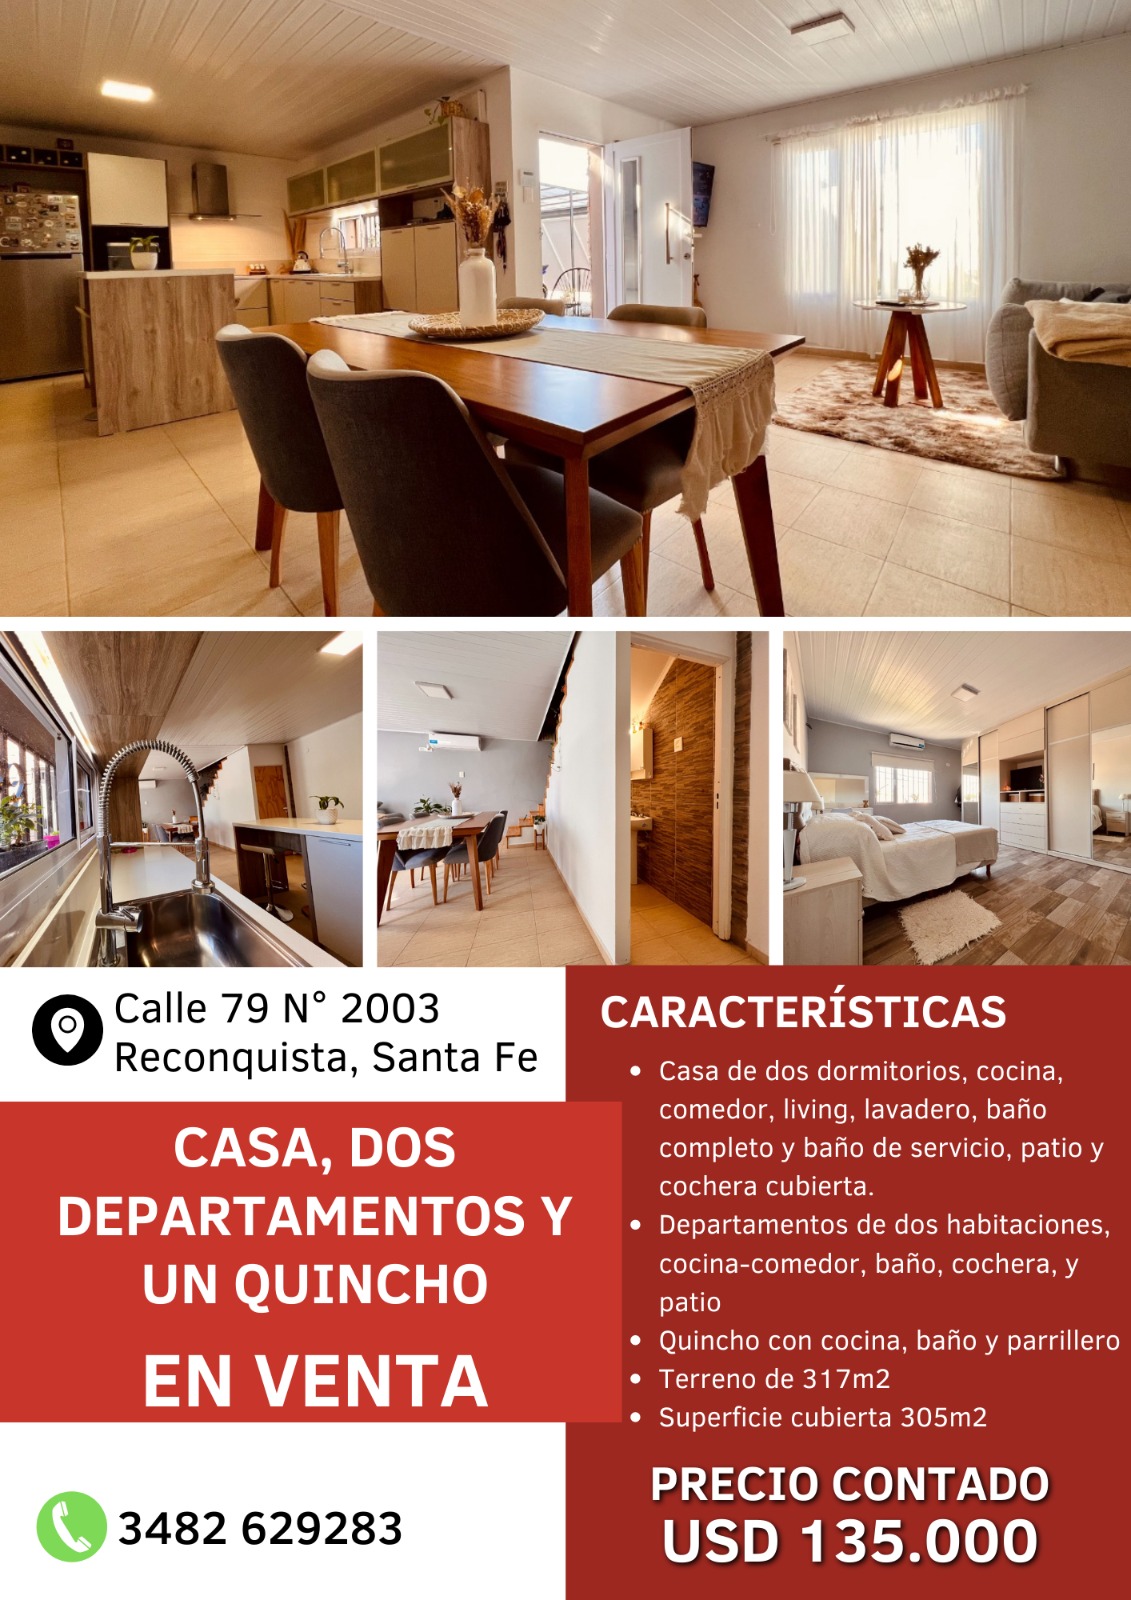 Calle 79 N° 2003
Reconquista, Santa Fe
CASA, DOS
DEPARTAMENTOS Y
UN QUINCHO
EN VENTA
3482 629283
CARACTERÍSTICAS
• Casa de dos dormitorios, cocina,
comedor, living, lavadero, baño
completo y baño de servicio, patio y
cochera cubierta.
• Departamentos de dos habitaciones,
cocina-comedor, baño, cochera, y
patio
• Quincho con cocina, baño y parrillero
• Terreno de 317m2
• Superficie cubierta 305m2
PRECIO CONTADO
USD 135.000